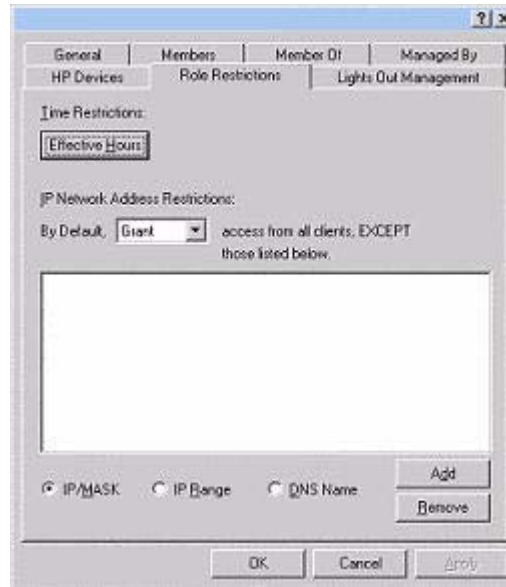 General Members Member Of Managed By
HP Devices Role Restrictions Lights Out Management
Time Restrictions:
Effective Hours
IP Network Address Restrictions:
By Default, Grant access from all clients, EXCEPT
those listed below.
IP/MASK IP Range DNS Name
Add
Remove
OK Cancel Apply